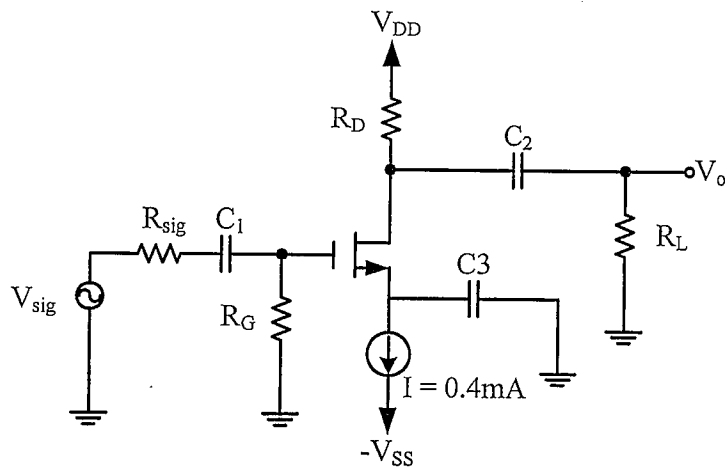 V_DD
R_D
C_2
V_o
R_sig
C_1
R_L
C3
V_sig
R_G
I = 0.4mA
-V_SS